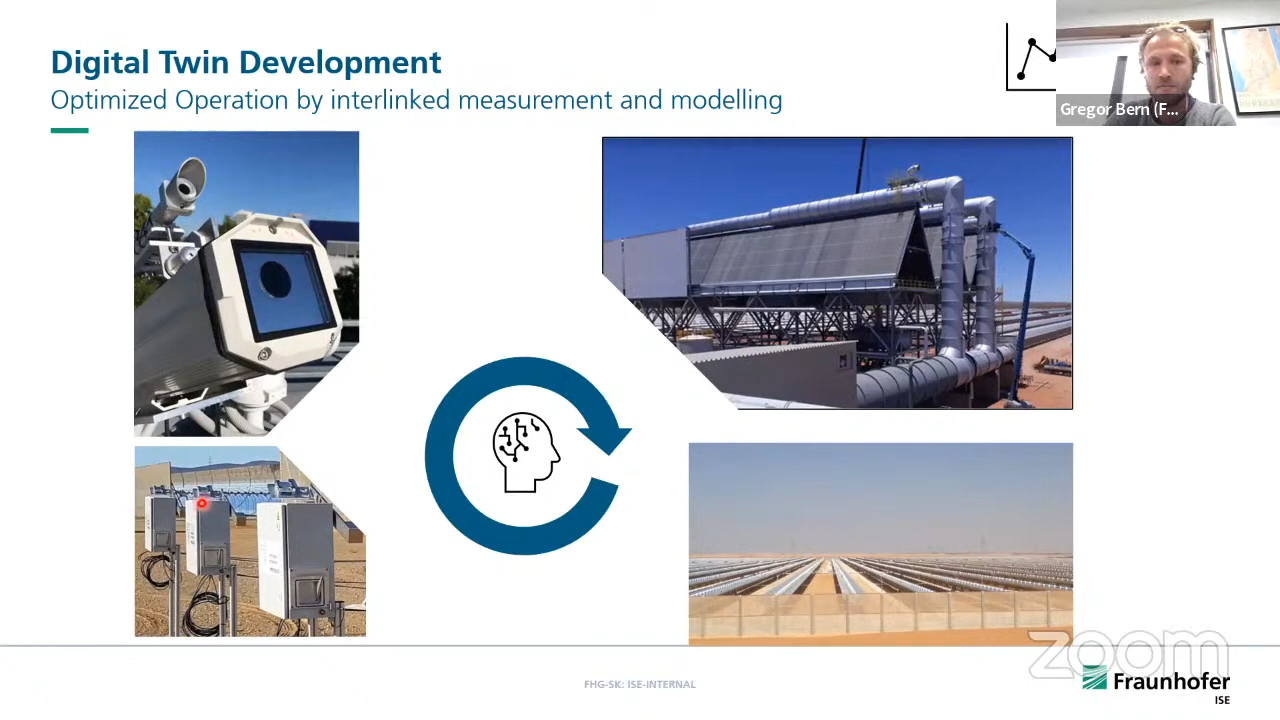 Digital Twin Development
Optimized Operation by interlinked measurement and modelling
Gregor Bern (F...
zoom
FHG-SK: ISE-INTERNAL
Fraunhofer
ISE